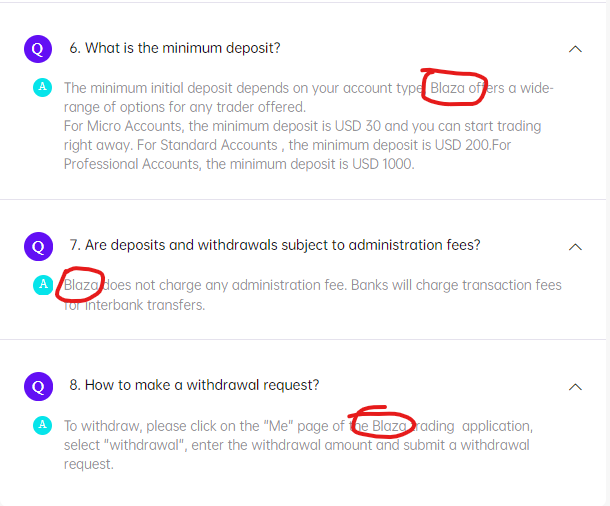 Q 6. What is the minimum deposit?
A The minimum initial deposit depends on your account type. Blaza offers a wide-
range of options for any trader offered.
For Micro Accounts, the minimum deposit is USD 30 and you can start trading
right away. For Standard Accounts , the minimum deposit is USD 200.For
Professional Accounts, the minimum deposit is USD 1000.
Q 7. Are deposits and withdrawals subject to administration fees?
A Blaza does not charge any administration fee. Banks will charge transaction fees
for interbank transfers.
Q 8. How to make a withdrawal request?
A To withdraw, please click on the "Me" page of the Blaza trading application,
select "withdrawal", enter the withdrawal amount and submit a withdrawal
request.